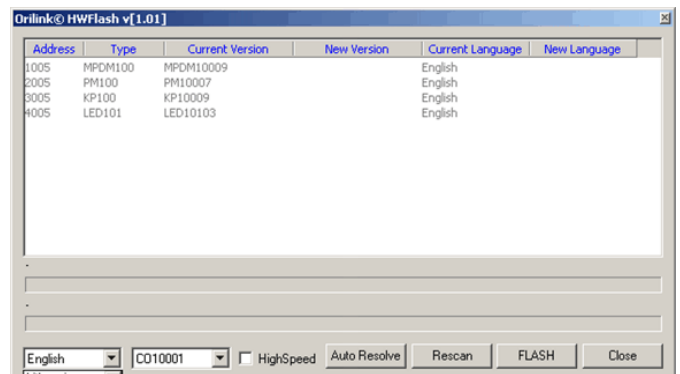 Orilink© HWFlash v[1.01]
Address Type Current Version New Version Current Language New Language
1005 MPDM100 MPDM10009 English
2005 PM100 PM10007 English
3005 KP100 KP10009 English
4005 LED101 LED10103 English
-
-
English CO10001 HighSpeed Auto Resolve Rescan FLASH Close